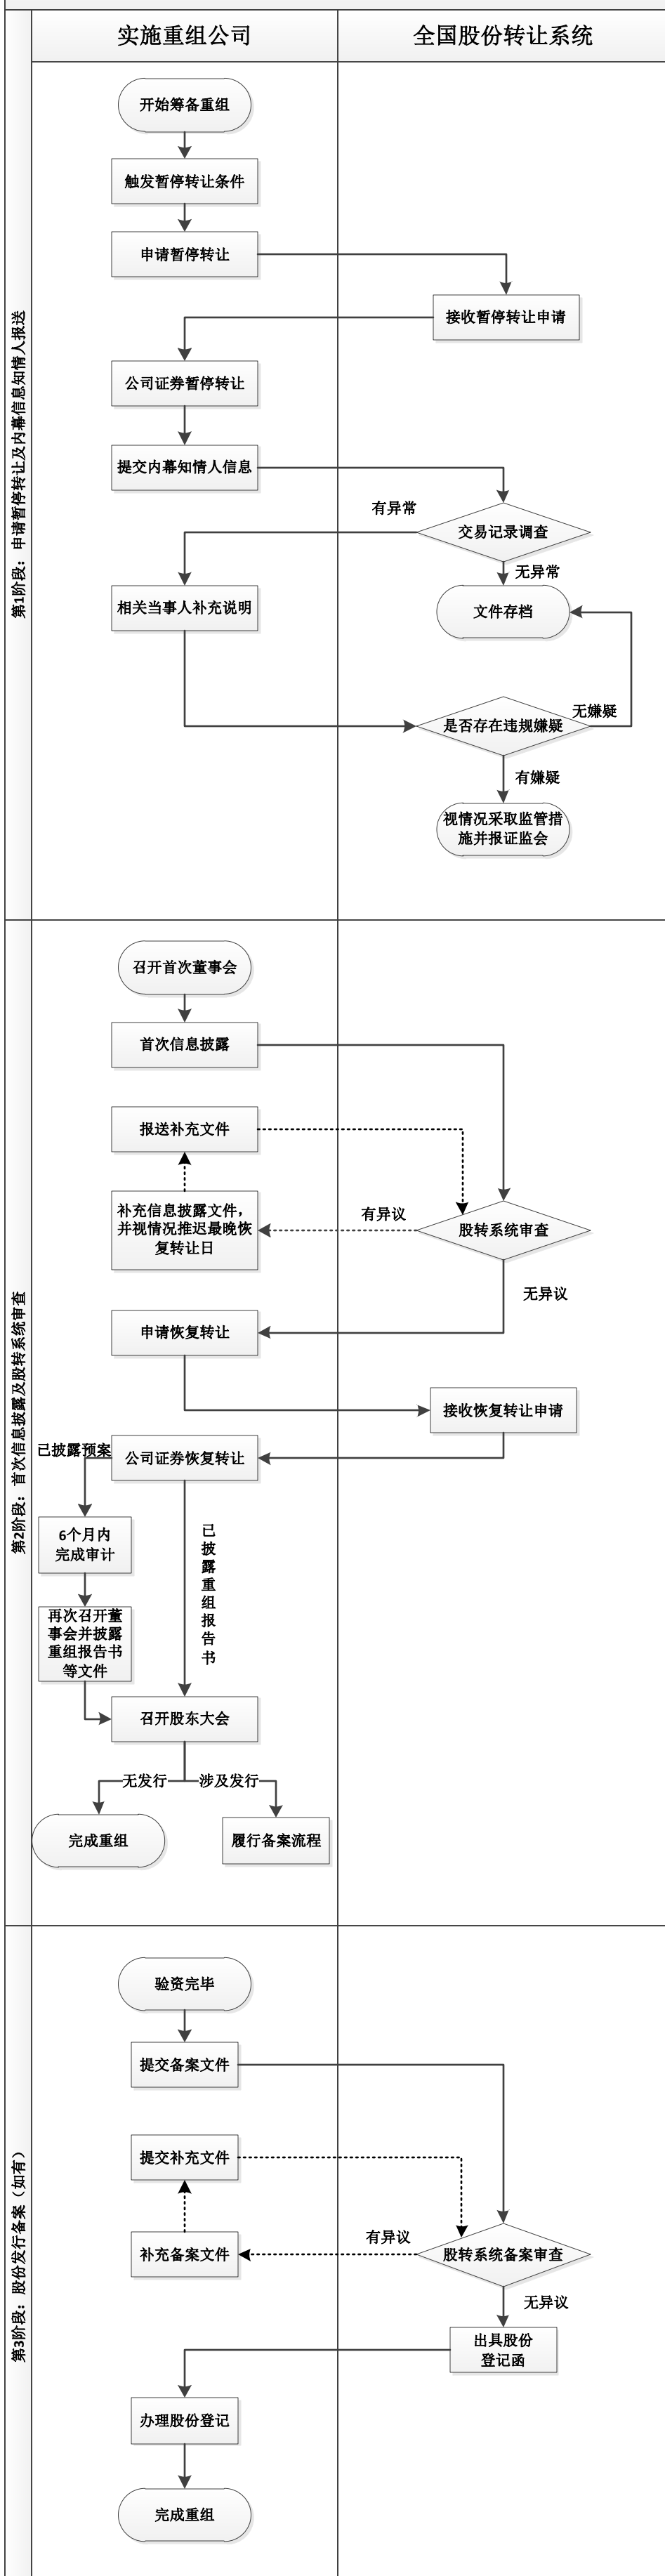 实施重组公司
全国股份转让系统
第1阶段：申请暂停转让及内幕信息知情人报送
开始筹备重组
触发暂停转让条件
申请暂停转让
接收暂停转让申请
公司证券暂停转让
提交内幕知情人信息
有异常
交易记录调查
无异常
相关当事人补充说明
文件存档
无嫌疑
是否存在违规嫌疑
有嫌疑
视情况采取监管措
施并报证监会
第2阶段：首次信息披露及股转系统审查
召开首次董事会
首次信息披露
报送补充文件
补充信息披露文件，
并视情况推迟最晚恢
复转让日
有异议
股转系统审查
无异议
申请恢复转让
接收恢复转让申请
已披露预案
公司证券恢复转让
6个月内
完成审计
已披露重组报告书
再次召开董
事会并披露
重组报告书
等文件
召开股东大会
无发行
涉及发行
完成重组
履行备案流程
第3阶段：股份发行备案（如有）
验资完毕
提交备案文件
提交补充文件
有异议
补充备案文件
股转系统备案审查
无异议
出具股份
登记函
办理股份登记
完成重组